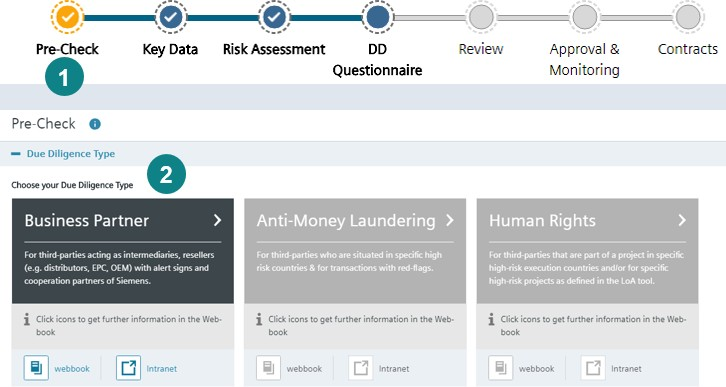 Pre-Check
Key Data
Risk Assessment
DD
Questionnaire
Review
Approval &
Monitoring
Contracts
1
Pre-Check
Due Diligence Type
2
Choose your Due Diligence Type
Business Partner
For third-parties acting as intermediaries, resellers
(e.g. distributors, EPC, OEM) with alert signs and
cooperation partners of Siemens.
Click icons to get further information in the Web-
book
webbook
Intranet
Anti-Money Laundering
For third-parties who are situated in specific high
risk countries & for transactions with red-flags.
Click icons to get further information in the Web-
book
webbook
Intranet
Human Rights
For third-parties that are part of a project in specific
high-risk execution countries and/or for specific
high-risk projects as defined in the LoA tool.
Click icons to get further information in the Web-
book
webbook
Intranet